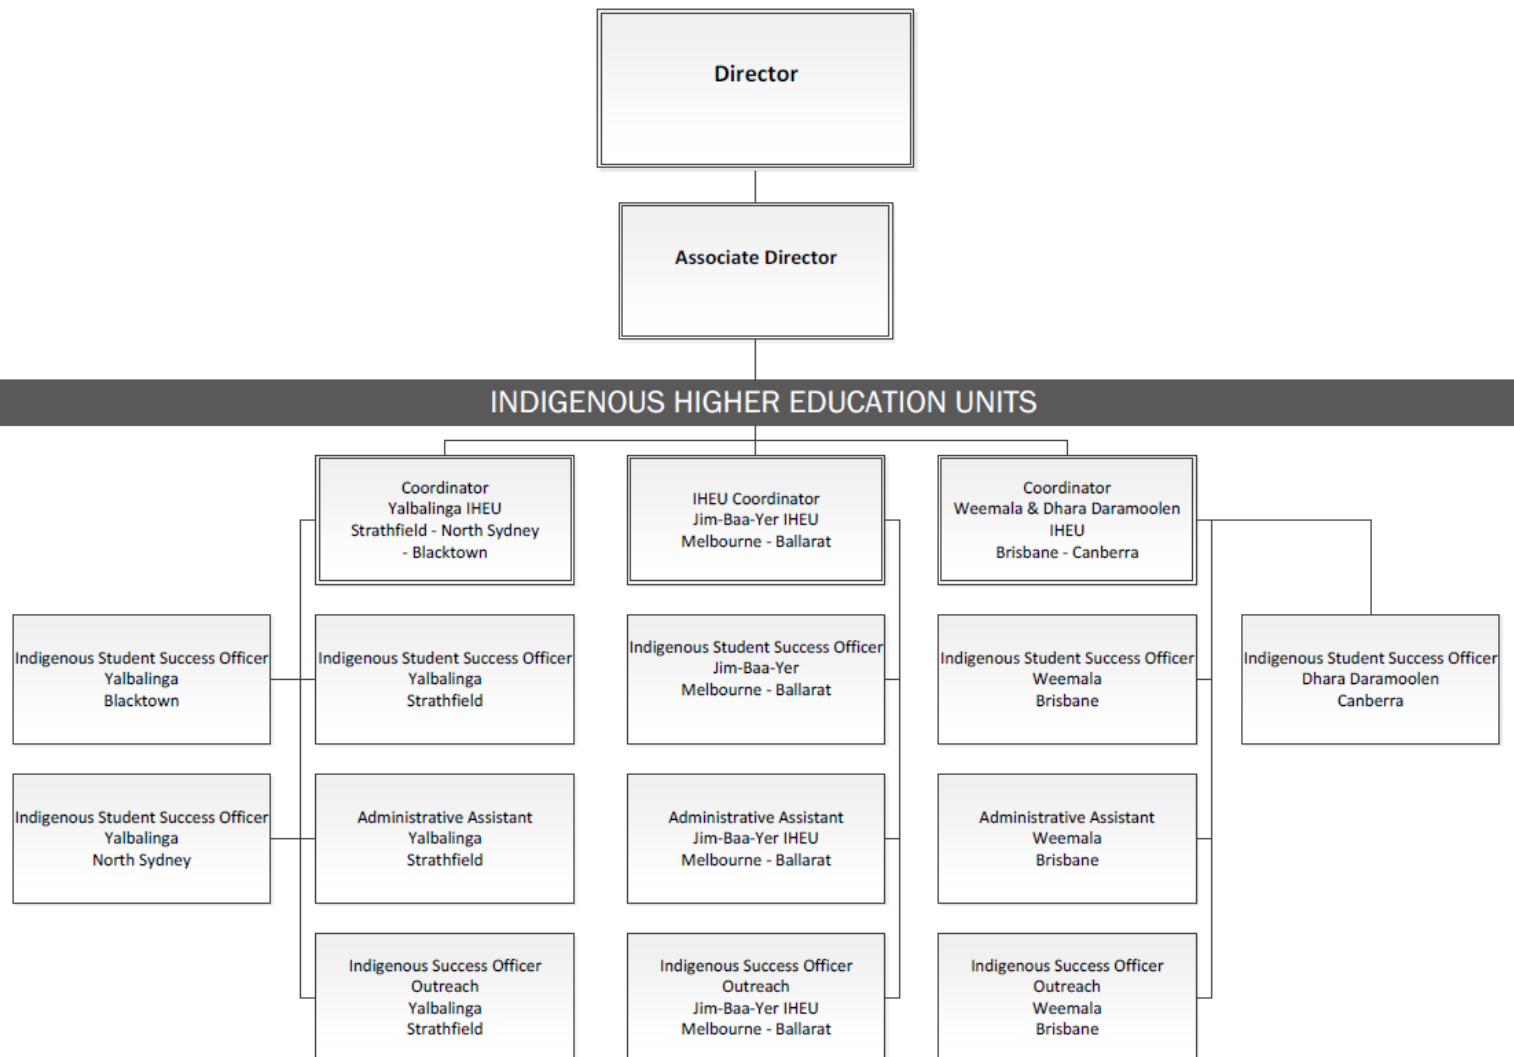 Director
Associate Director
INDIGENOUS HIGHER EDUCATION UNITS
Coordinator
Yalbalinga IHEU
Strathfield - North Sydney
- Blacktown
IHEU Coordinator
Jim-Baa-Yer IHEU
Melbourne - Ballarat
Coordinator
Weemala & Dhara Daramoolen
IHEU
Brisbane - Canberra
Indigenous Student Success Officer
Yalbalinga
Blacktown
Indigenous Student Success Officer
Yalbalinga
Strathfield
Indigenous Student Success Officer
Jim-Baa-Yer
Melbourne - Ballarat
Indigenous Student Success Officer
Weemala
Brisbane
Indigenous Student Success Officer
Dhara Daramoolen
Canberra
Indigenous Student Success Officer
Yalbalinga
North Sydney
Administrative Assistant
Yalbalinga
Strathfield
Administrative Assistant
Jim-Baa-Yer IHEU
Melbourne - Ballarat
Administrative Assistant
Weemala
Brisbane
Indigenous Success Officer
Outreach
Yalbalinga
Strathfield
Indigenous Success Officer
Outreach
Jim-Baa-Yer IHEU
Melbourne - Ballarat
Indigenous Success Officer
Outreach
Weemala
Brisbane